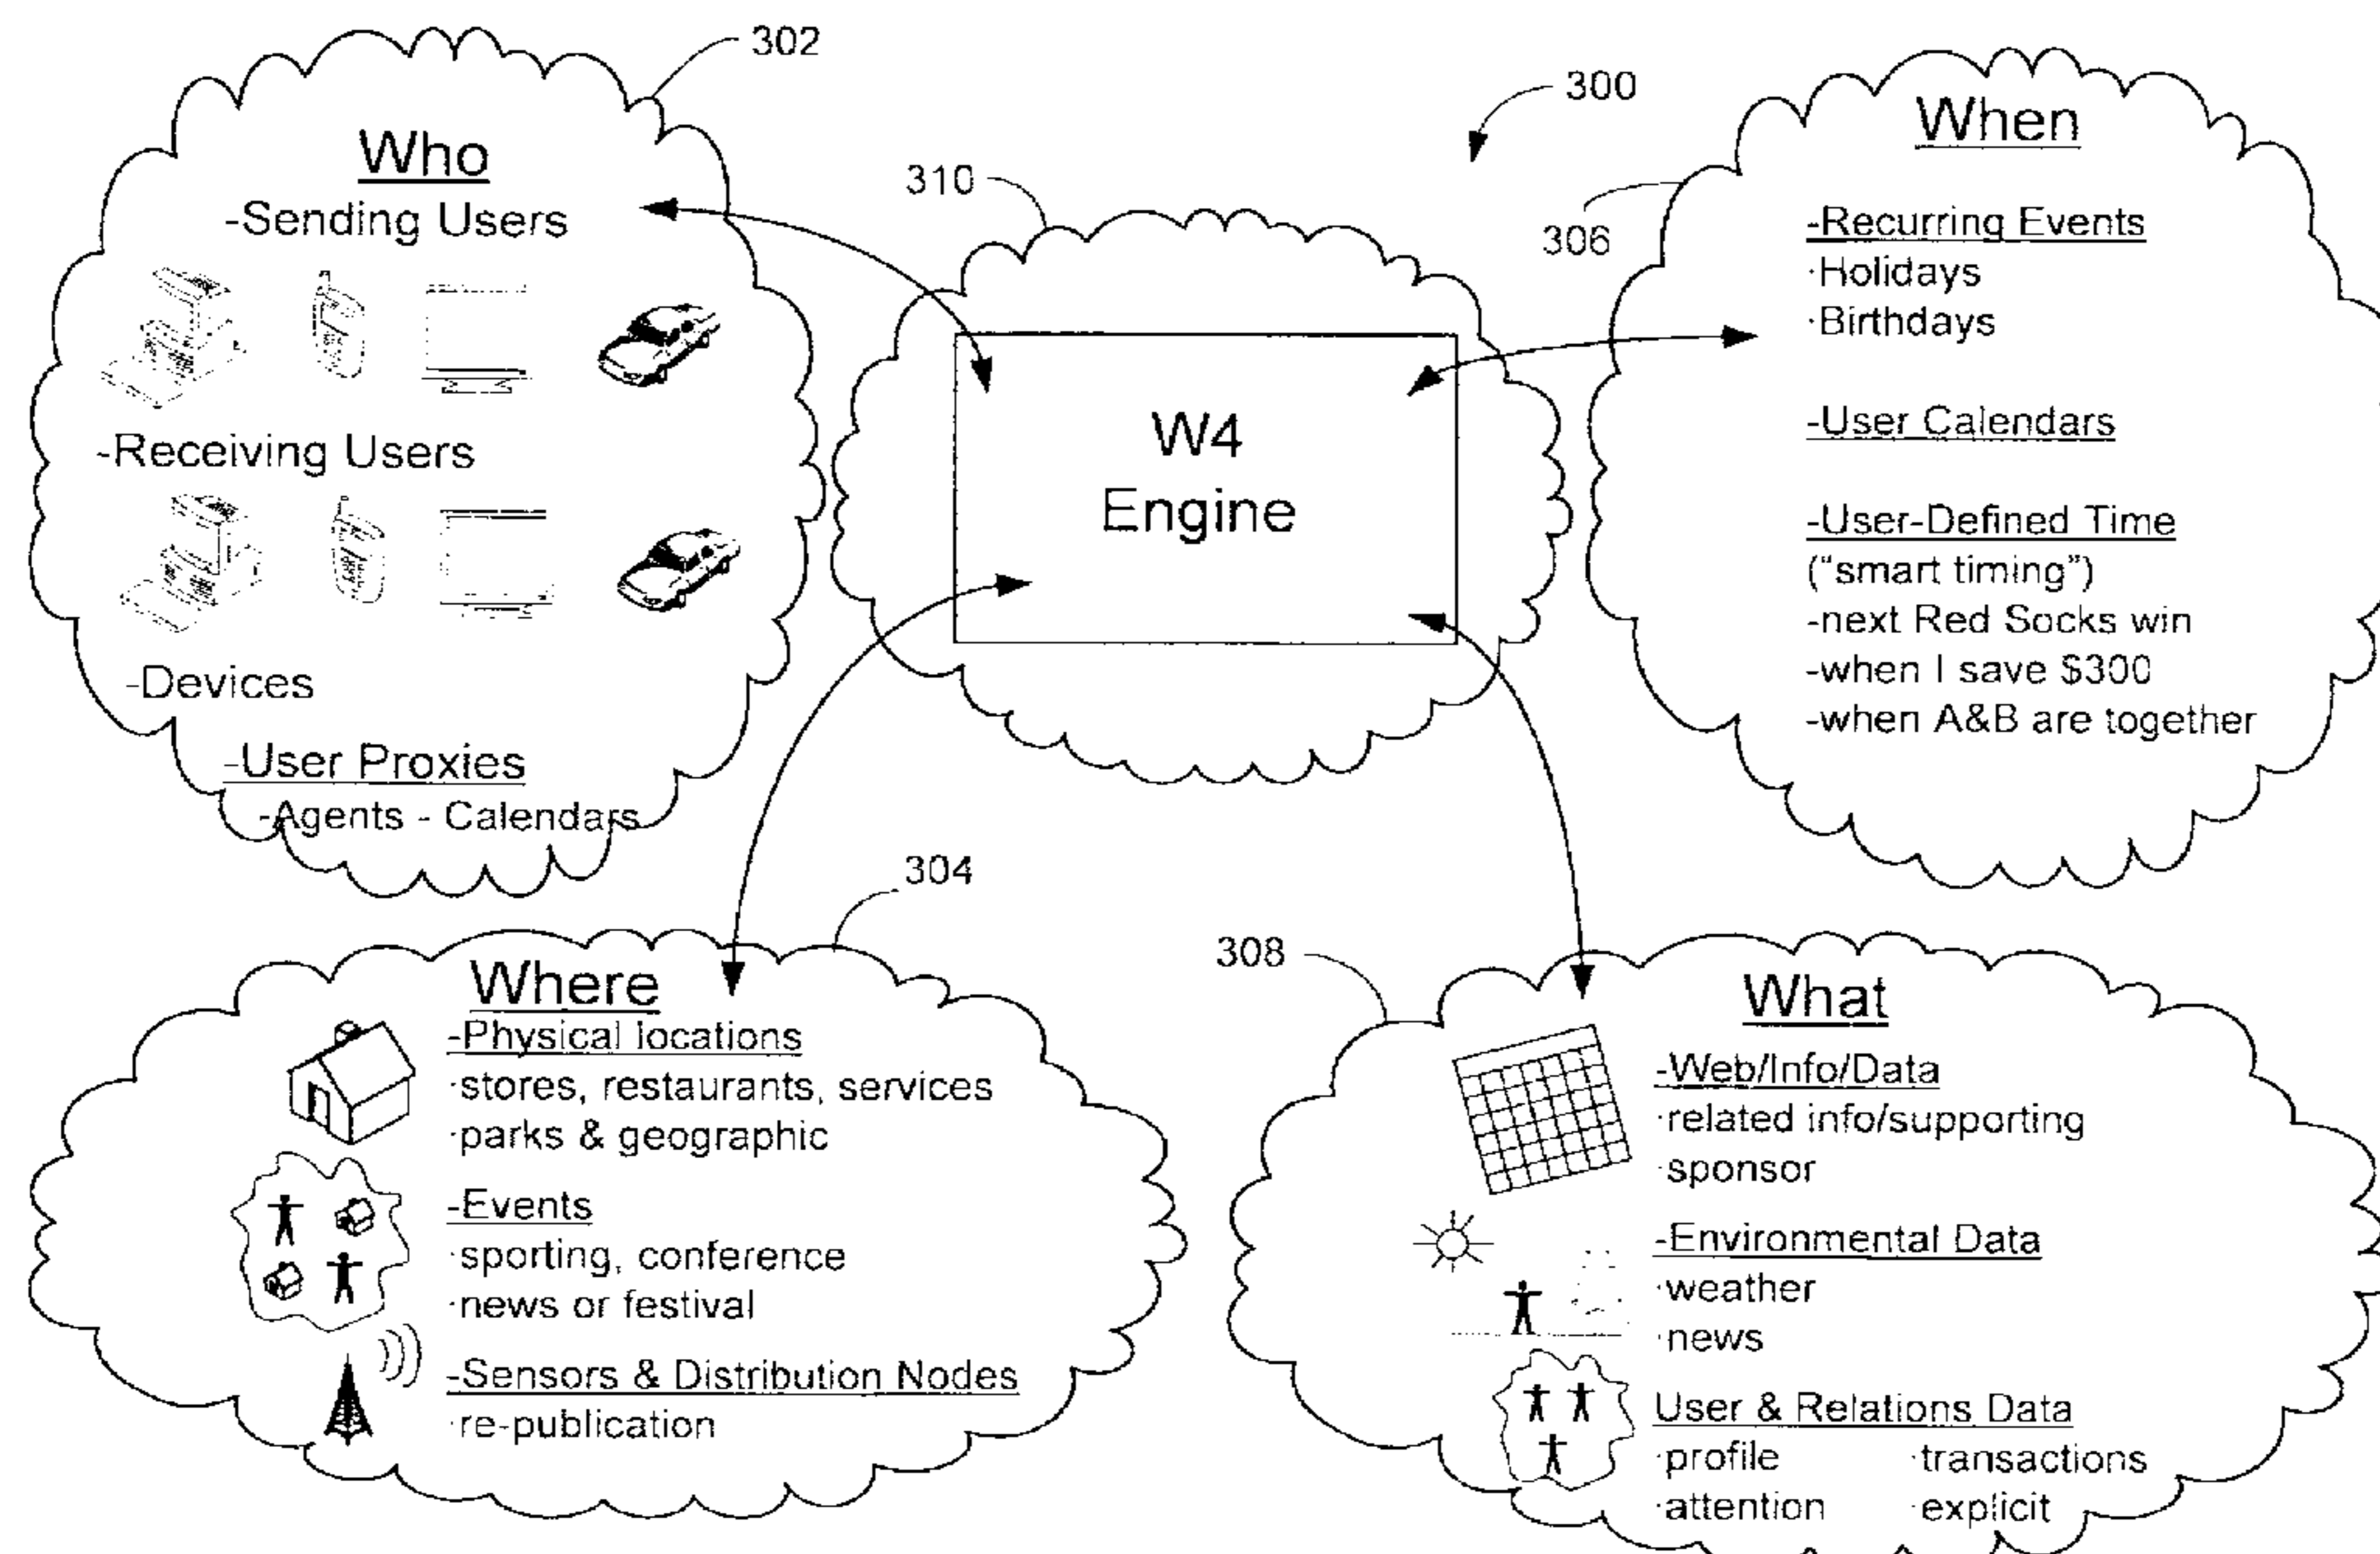 302
Who
-Sending Users
-Receiving Users
-Devices
-User Proxies
-Agents - Calendars
300
310
W4
Engine
306
When
-Recurring Events
·Holidays
·Birthdays
-User Calendars
-User-Defined Time
("smart timing")
-next Red Socks win
-when I save $300
-when A&B are together
304
Where
-Physical locations
·stores, restaurants, services
·parks & geographic
-Events
·sporting, conference
·news or festival
-Sensors & Distribution Nodes
·re-publication
308
What
-Web/Info/Data
·related info/supporting
·sponsor
-Environmental Data
·weather
·news
User & Relations Data
·profile ·transactions
·attention ·explicit